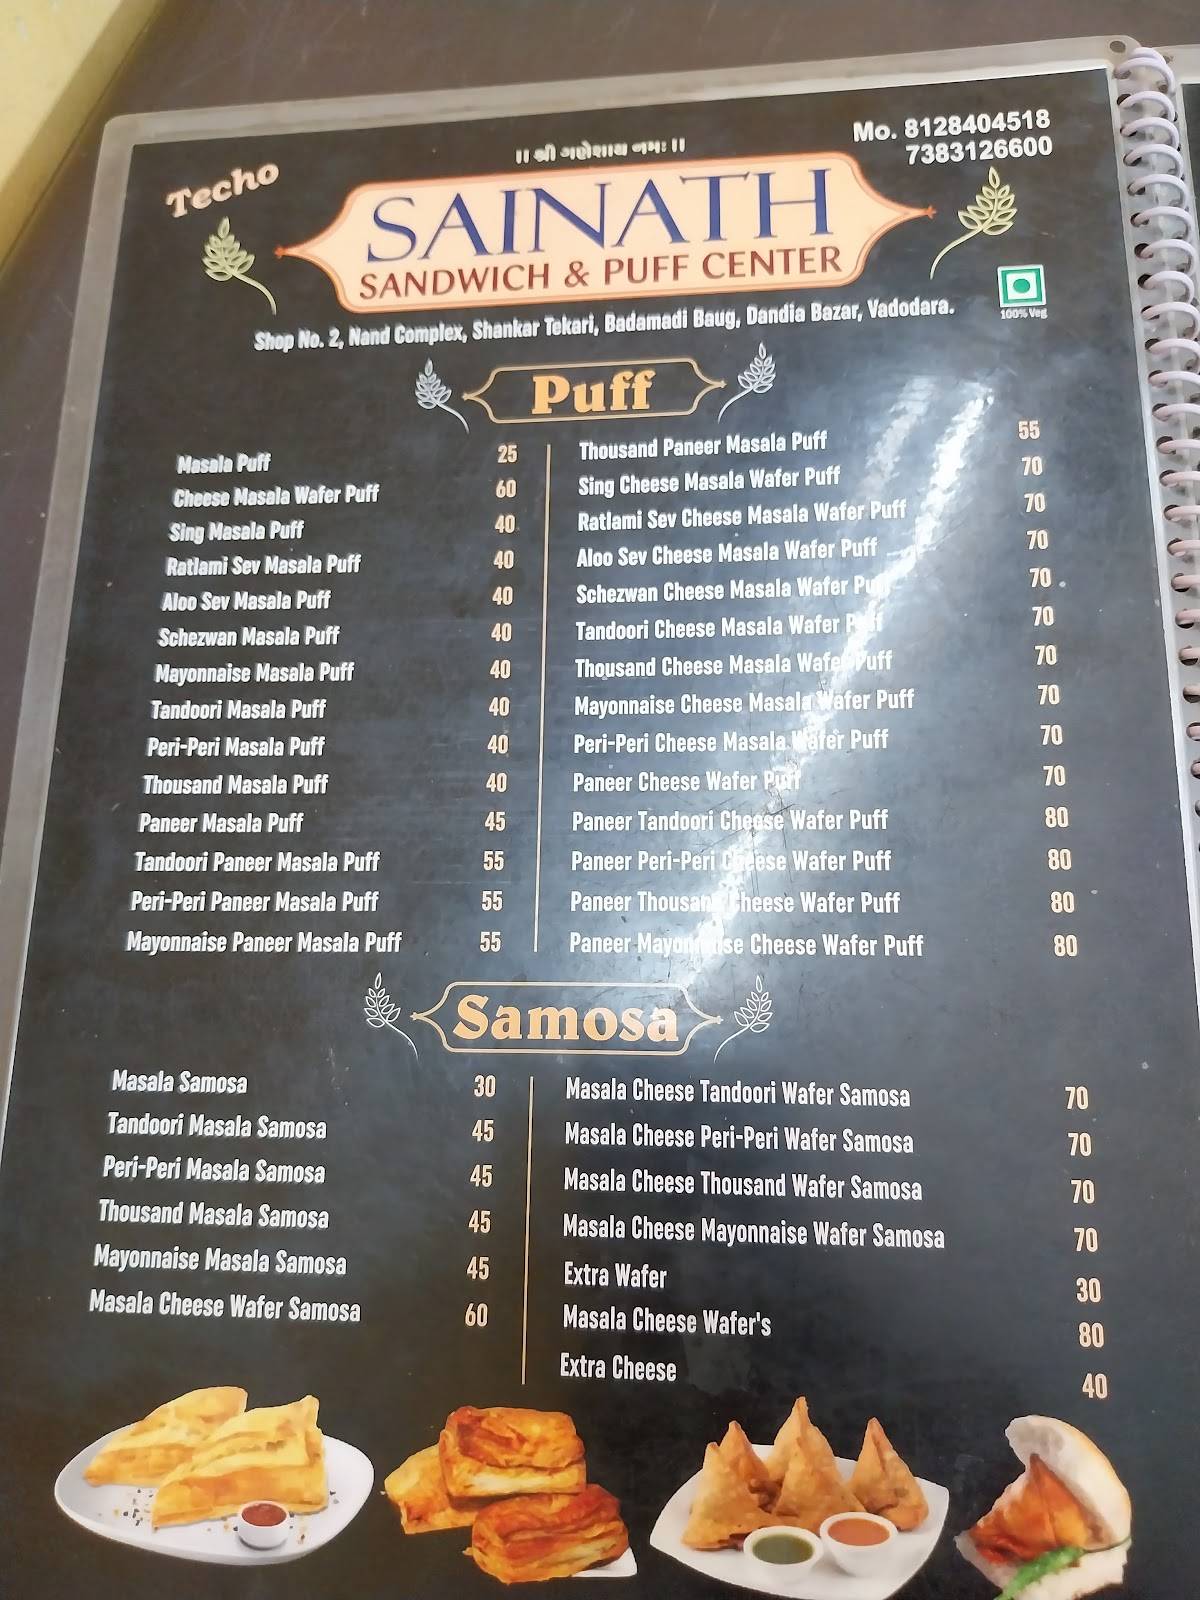 Techo
॥ શ્રી ગણેશાય નમઃ ॥
Mo. 8128404518
7383126600
SAINATH
SANDWICH & PUFF CENTER
Shop No. 2, Nand Complex, Shankar Tekari, Badamadi Baug, Dandia Bazar, Vadodara.
100% Veg
Puff
Masala Puff 25
Cheese Masala Wafer Puff 60
Sing Masala Puff 40
Ratlami Sev Masala Puff 40
Aloo Sev Masala Puff 40
Schezwan Masala Puff 40
Mayonnaise Masala Puff 40
Tandoori Masala Puff 40
Peri-Peri Masala Puff 40
Thousand Masala Puff 40
Paneer Masala Puff 45
Tandoori Paneer Masala Puff 55
Peri-Peri Paneer Masala Puff 55
Mayonnaise Paneer Masala Puff 55
Thousand Paneer Masala Puff 55
Sing Cheese Masala Wafer Puff 70
Ratlami Sev Cheese Masala Wafer Puff 70
Aloo Sev Cheese Masala Wafer Puff 70
Schezwan Cheese Masala Wafer Puff 70
Tandoori Cheese Masala Wafer Puff 70
Thousand Cheese Masala Wafer Puff 70
Mayonnaise Cheese Masala Wafer Puff 70
Peri-Peri Cheese Masala Wafer Puff 70
Paneer Cheese Wafer Puff 70
Paneer Tandoori Cheese Wafer Puff 80
Paneer Peri-Peri Cheese Wafer Puff 80
Paneer Thousand Cheese Wafer Puff 80
Paneer Mayonnaise Cheese Wafer Puff 80
Samosa
Masala Samosa 30
Tandoori Masala Samosa 45
Peri-Peri Masala Samosa 45
Thousand Masala Samosa 45
Mayonnaise Masala Samosa 45
Masala Cheese Wafer Samosa 60
Masala Cheese Tandoori Wafer Samosa 70
Masala Cheese Peri-Peri Wafer Samosa 70
Masala Cheese Thousand Wafer Samosa 70
Masala Cheese Mayonnaise Wafer Samosa 70
Extra Wafer 30
Masala Cheese Wafer's 80
Extra Cheese 40